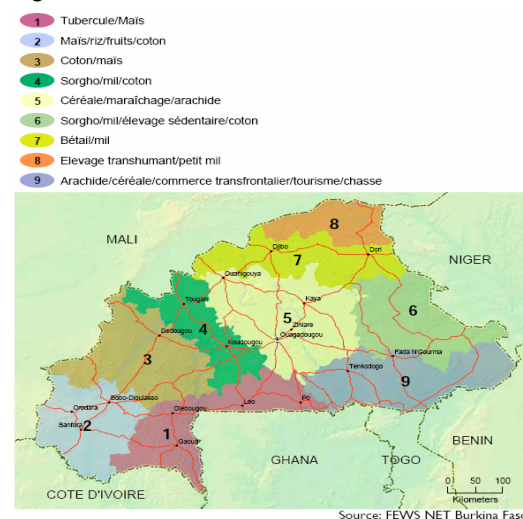 1 Tubercule/Maïs
2 Maïs/riz/fruits/coton
3 Coton/maïs
4 Sorgho/mil/coton
5 Céréale/maraîchage/arachide
6 Sorgho/mil/élevage sédentaire/coton
7 Bétail/mil
8 Elevage transhumant/petit mil
9 Arachide/céréale/commerce transfrontalier/tourisme/chasse
8
MALI
Djibo
7
Dori
NIGER
Ouahigouya
Tougan
Kaya
4
5
Ziniare
6
Dedougou
Ouagadougou
Kouzougou
3
Fada N'Gourma
Tenkodogo
9
Bobo-Dioulasso
Orodara
Diebougou
Leo
Po
Banfora
2
1
Gaoua
BENIN
GHANA
TOGO
0 50 100
Kilometers
COTE D'IVOIRE
Source: FEWS NET Burkina Faso